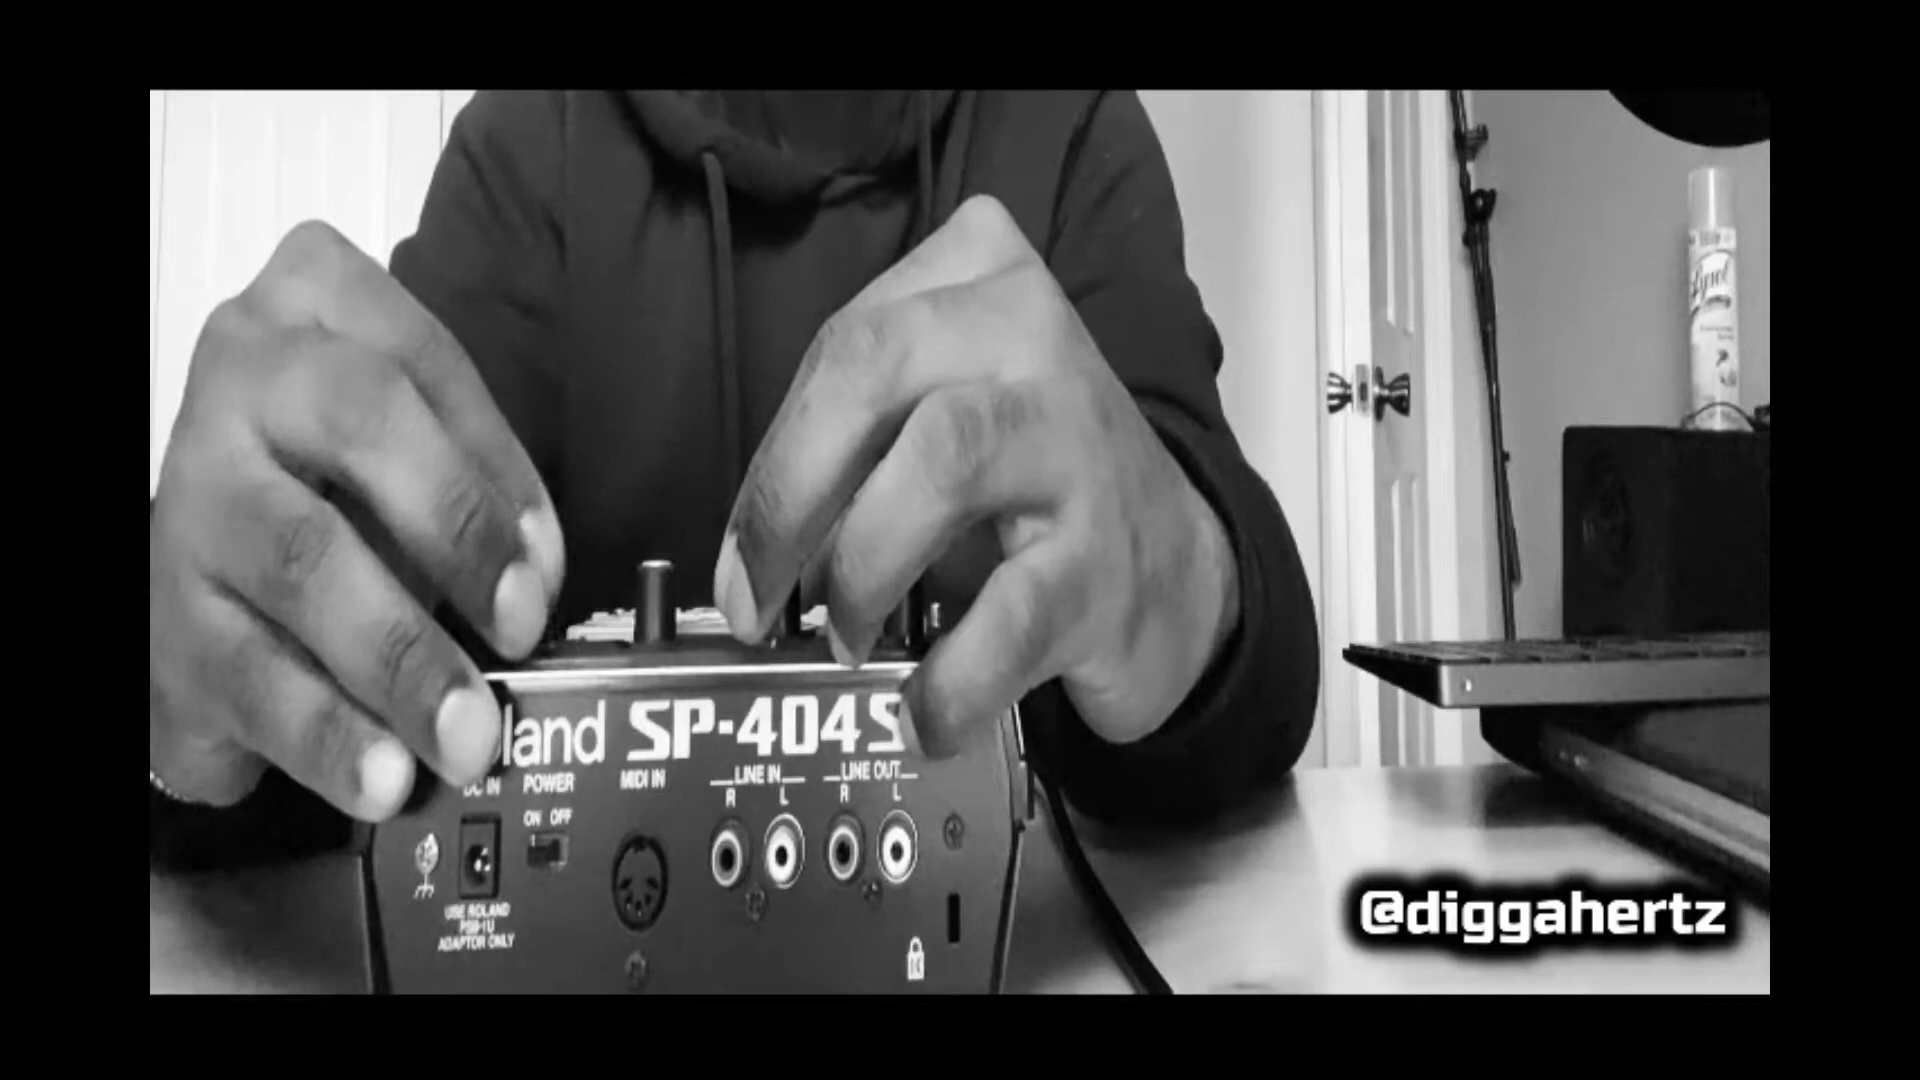 Lysol
land SP-404S
DC IN POWER MIDI IN LINE IN LINE OUT
R L R L
ON OFF
USE ROLAND
PSB-1U
ADAPTOR ONLY
@diggahertz